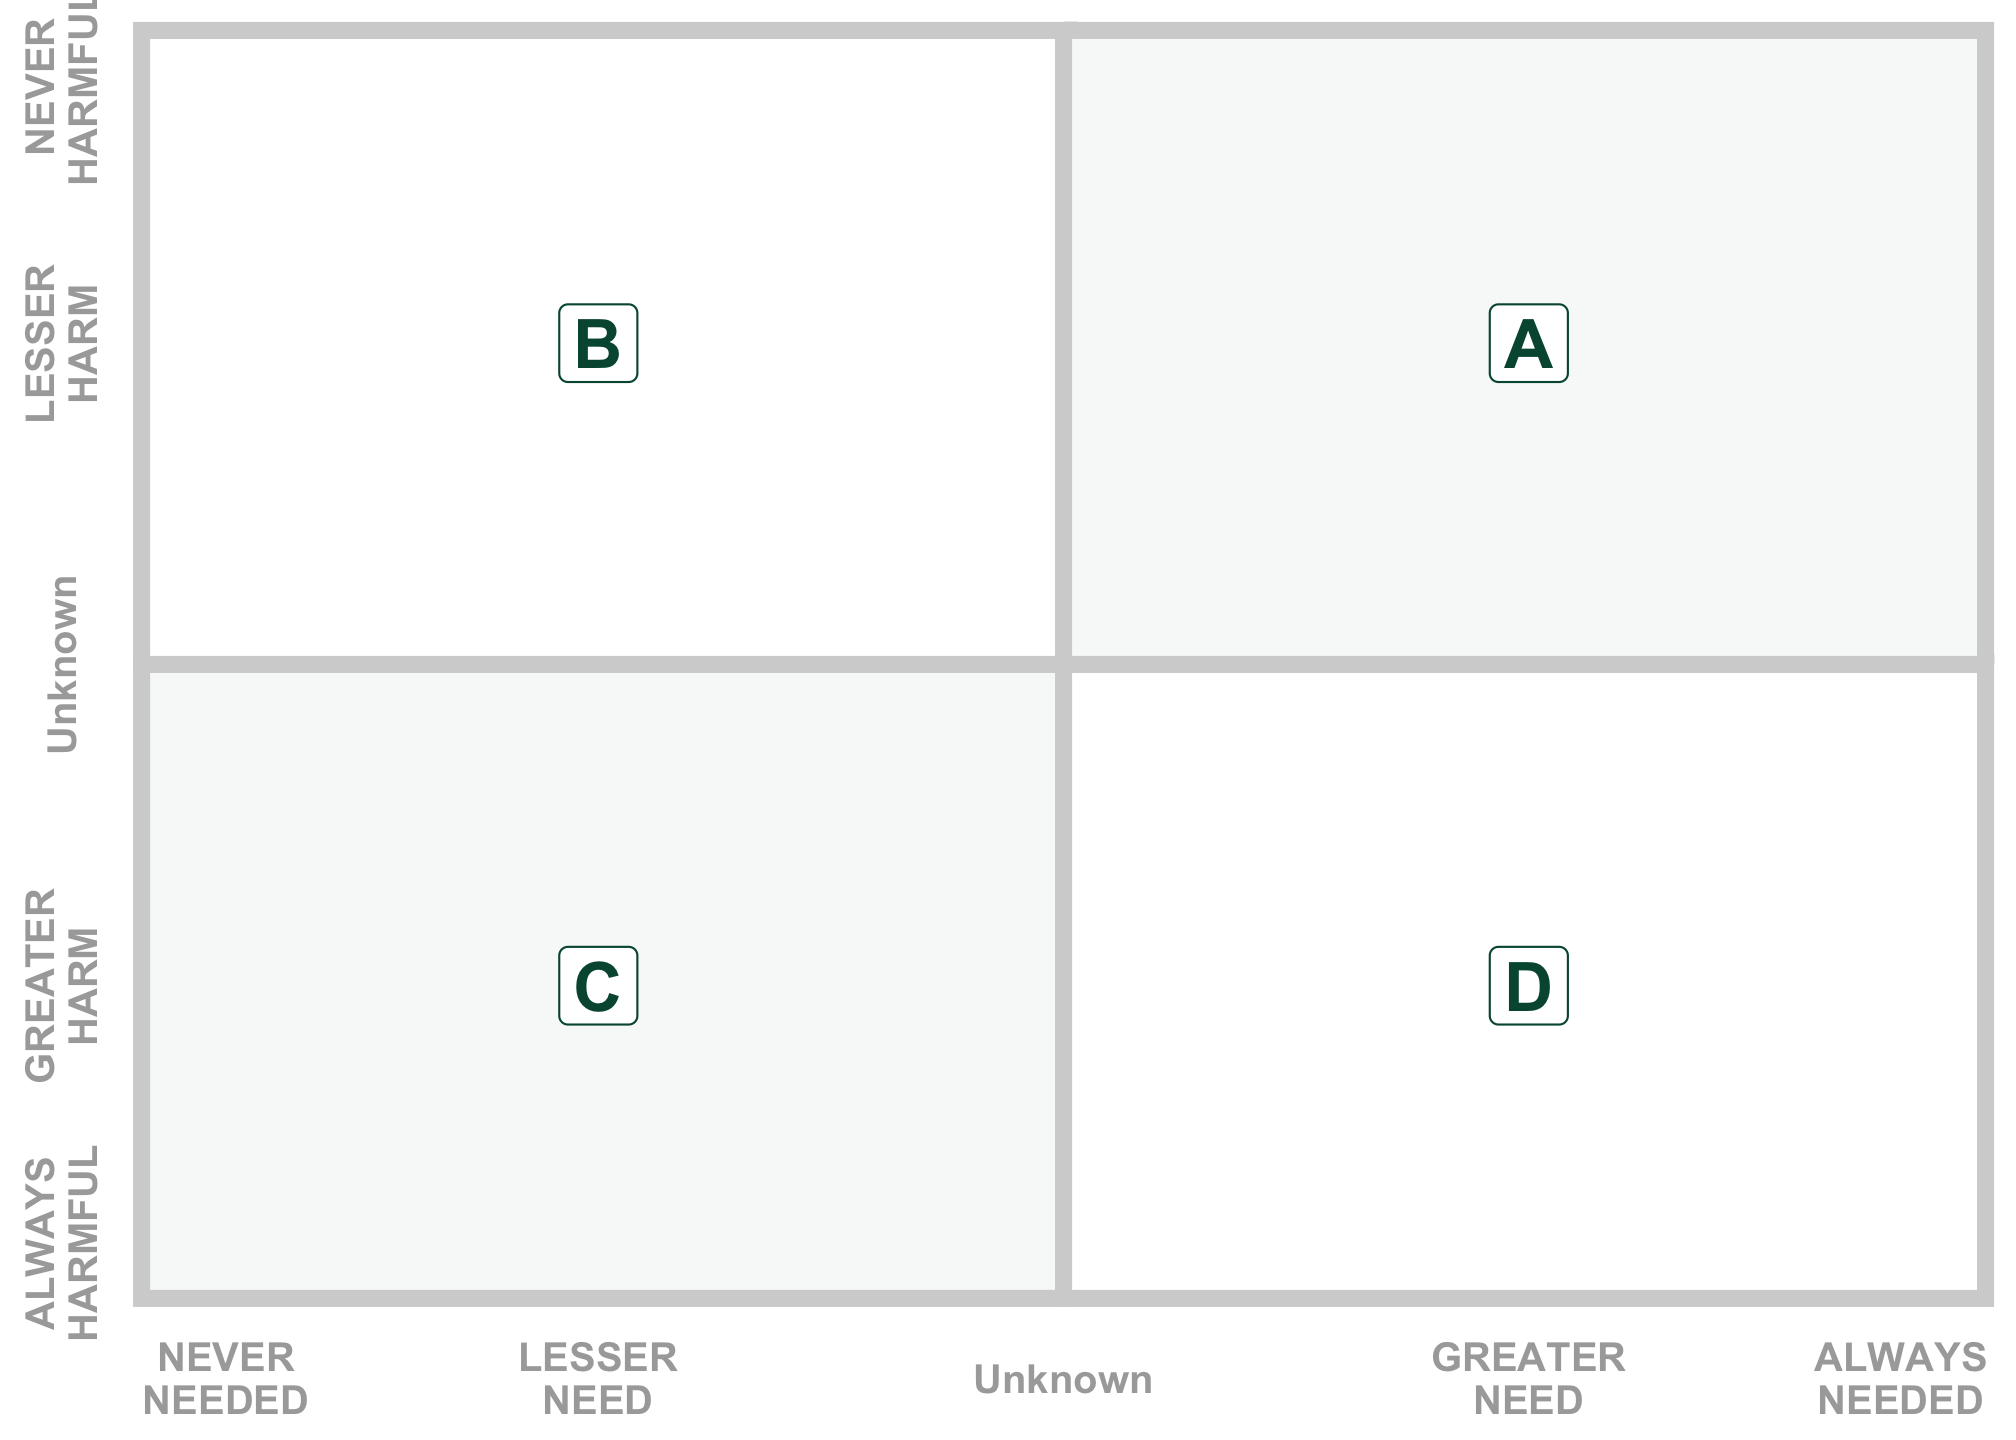 NEVER
HARMFUL
LESSER
HARM
Unknown
GREATER
HARM
ALWAYS
HARMFUL
B
A
C
D
NEVER
NEEDED
LESSER
NEED
Unknown
GREATER
NEED
ALWAYS
NEEDED